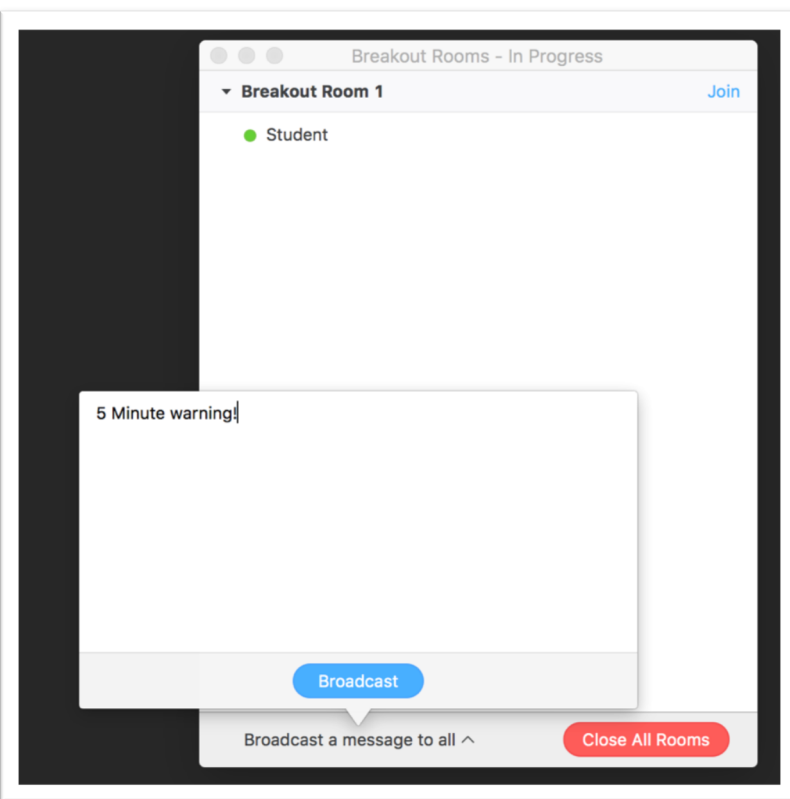 Breakout Rooms - In Progress
Breakout Room 1 Join
Student
5 Minute warning!
Broadcast
Broadcast a message to all
Close All Rooms